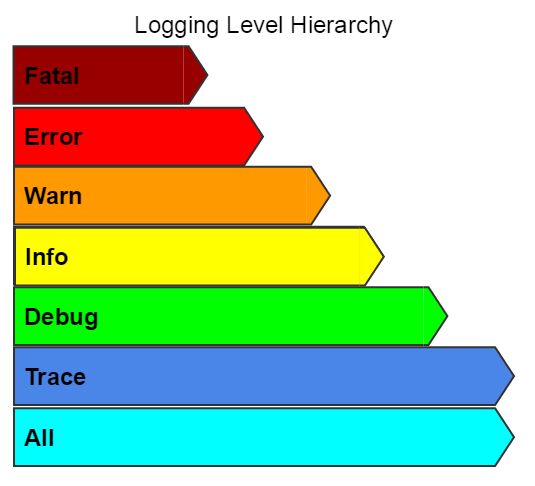 Logging Level Hierarchy
Fatal
Error
Warn
Info
Debug
Trace
All